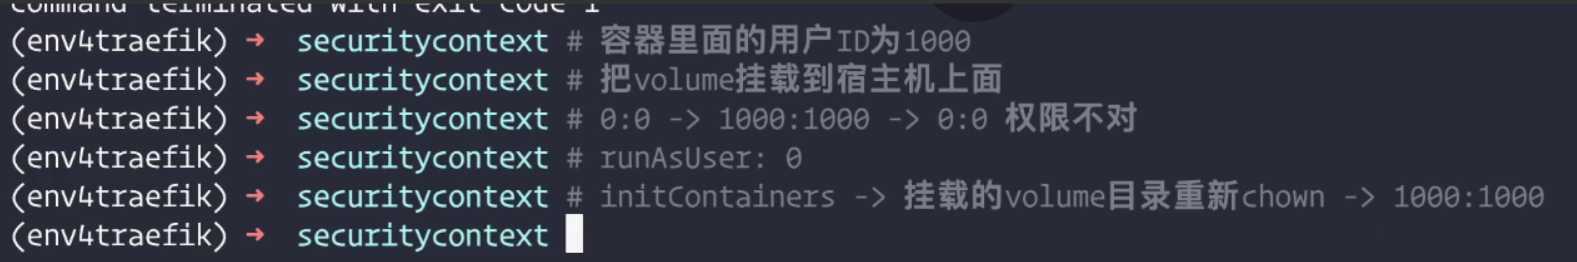 command terminated with exit code 1
(env4traefik) → securitycontext # 容器里面的用户ID为1000
(env4traefik) → securitycontext # 把volume挂载到宿主机上面
(env4traefik) → securitycontext # 0:0 -> 1000:1000 -> 0:0 权限不对
(env4traefik) → securitycontext # runAsUser: 0
(env4traefik) → securitycontext # initContainers -> 挂载的volume目录重新chown -> 1000:1000
(env4traefik) → securitycontext